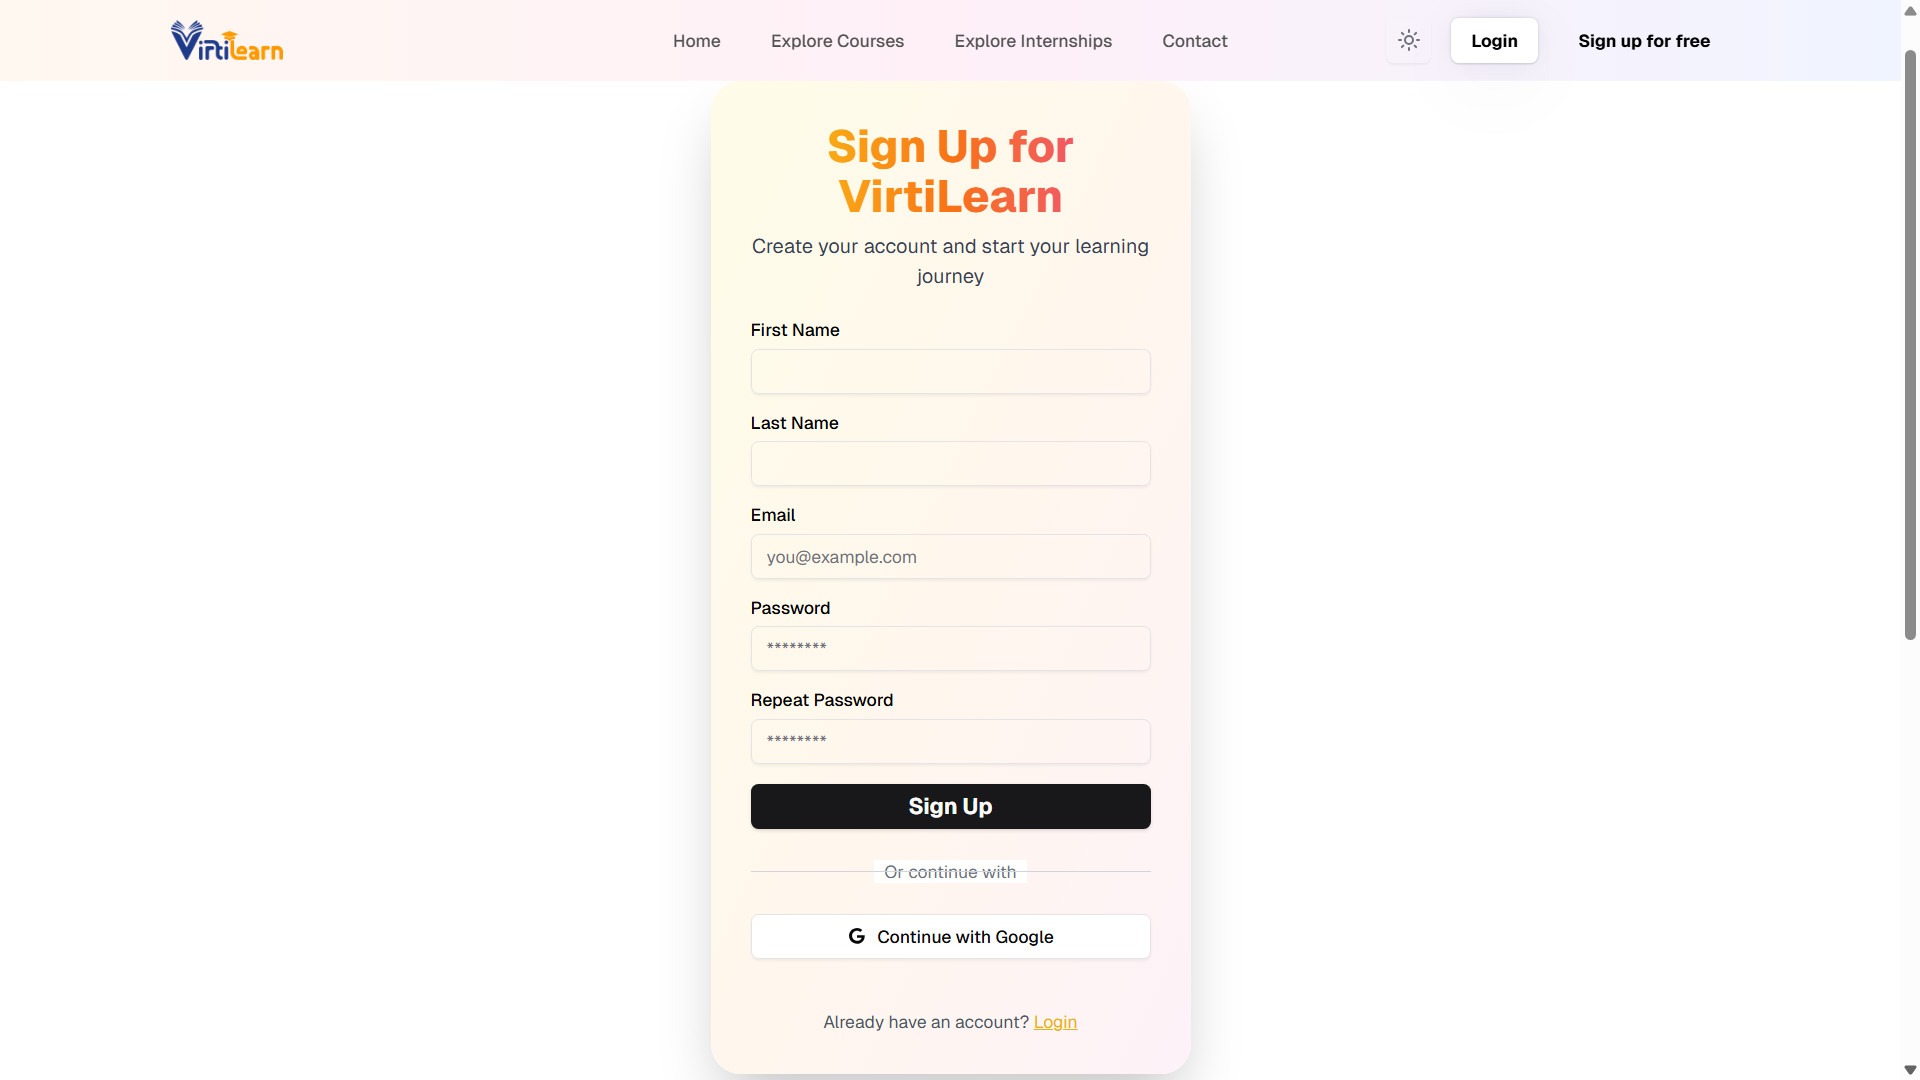 VirtiLearn
Home
Explore Courses
Explore Internships
Contact
Login
Sign up for free
Sign Up for
VirtiLearn
Create your account and start your learning
journey
First Name
Last Name
Email
you@example.com
Password
********
Repeat Password
********
Sign Up
Or continue with
G Continue with Google
Already have an account? Login